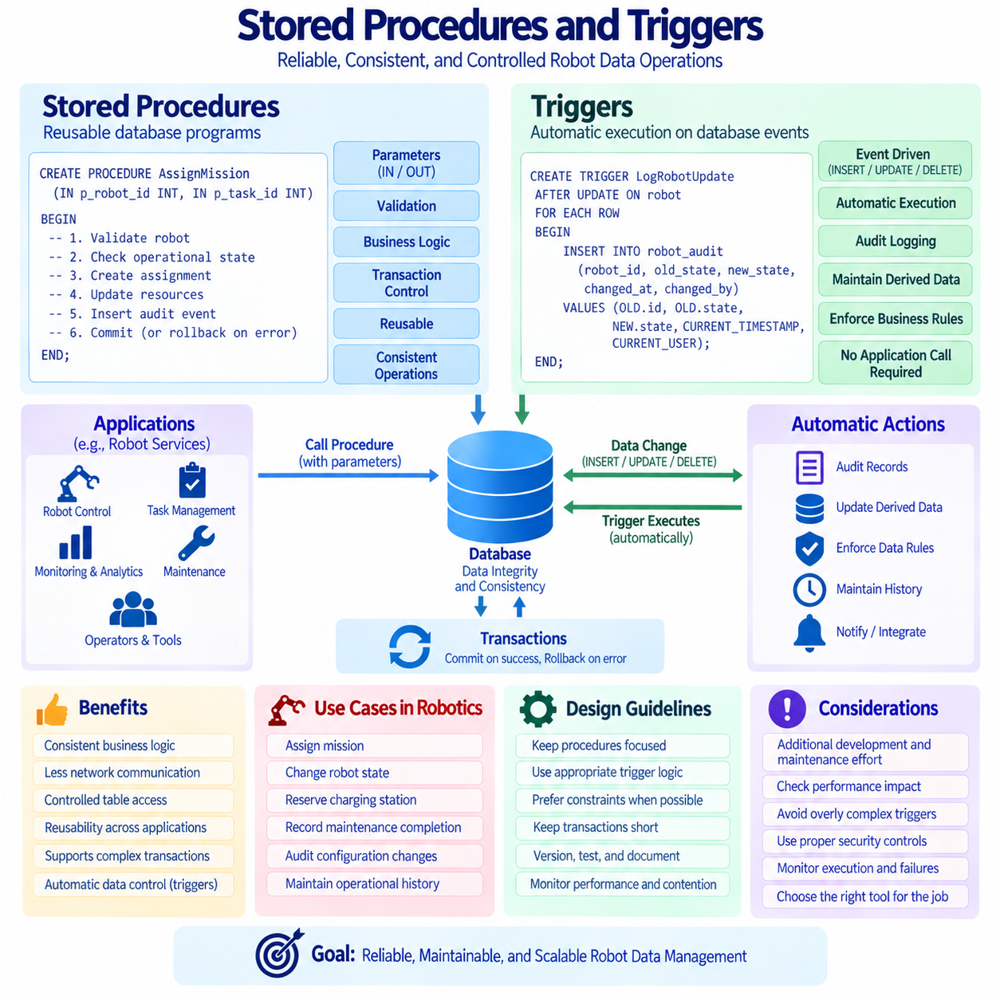 Stored Procedures and Triggers
Reliable, Consistent, and Controlled Robot Data Operations
Stored Procedures
Reusable database programs
CREATE PROCEDURE AssignMission
(IN p_robot_id INT, IN p_task_id INT)
BEGIN
-- 1. Validate robot
-- 2. Check operational state
-- 3. Create assignment
-- 4. Update resources
-- 5. Insert audit event
-- 6. Commit (or rollback on error)
END;
Parameters
(IN / OUT)
Validation
Business Logic
Transaction
Control
Reusable
Consistent
Operations
Triggers
Automatic execution on database events
CREATE TRIGGER LogRobotUpdate
AFTER UPDATE ON robot
FOR EACH ROW
BEGIN
INSERT INTO robot_audit
(robot_id, old_state, new_state,
changed_at, changed_by)
VALUES (OLD.id, OLD.state,
NEW.state, CURRENT_TIMESTAMP,
CURRENT_USER);
END;
Event Driven
(INSERT / UPDATE / DELETE)
Automatic Execution
Audit Logging
Maintain Derived Data
Enforce Business Rules
No Application Call
Required
Applications
(e.g., Robot Services)
Robot Control
Task Management
Monitoring & Analytics
Maintenance
Operators & Tools
Call Procedure
(with parameters)
Database
Data Integrity
and Consistency
Data Change
(INSERT / UPDATE / DELETE)
Trigger Executes
(automatically)
Transactions
Commit on success, Rollback on error
Automatic Actions
Audit Records
Update Derived Data
Enforce Data Rules
Maintain History
Notify / Integrate
Benefits
Consistent business logic
Less network communication
Controlled table access
Reusability across applications
Supports complex transactions
Automatic data control (triggers)
Use Cases in Robotics
Assign mission
Change robot state
Reserve charging station
Record maintenance completion
Audit configuration changes
Maintain operational history
Design Guidelines
Keep procedures focused
Use appropriate trigger logic
Prefer constraints when possible
Keep transactions short
Version, test, and document
Monitor performance and contention
Considerations
Additional development and
maintenance effort
Check performance impact
Avoid overly complex triggers
Use proper security controls
Monitor execution and failures
Choose the right tool for the job
Goal: Reliable, Maintainable, and Scalable Robot Data Management